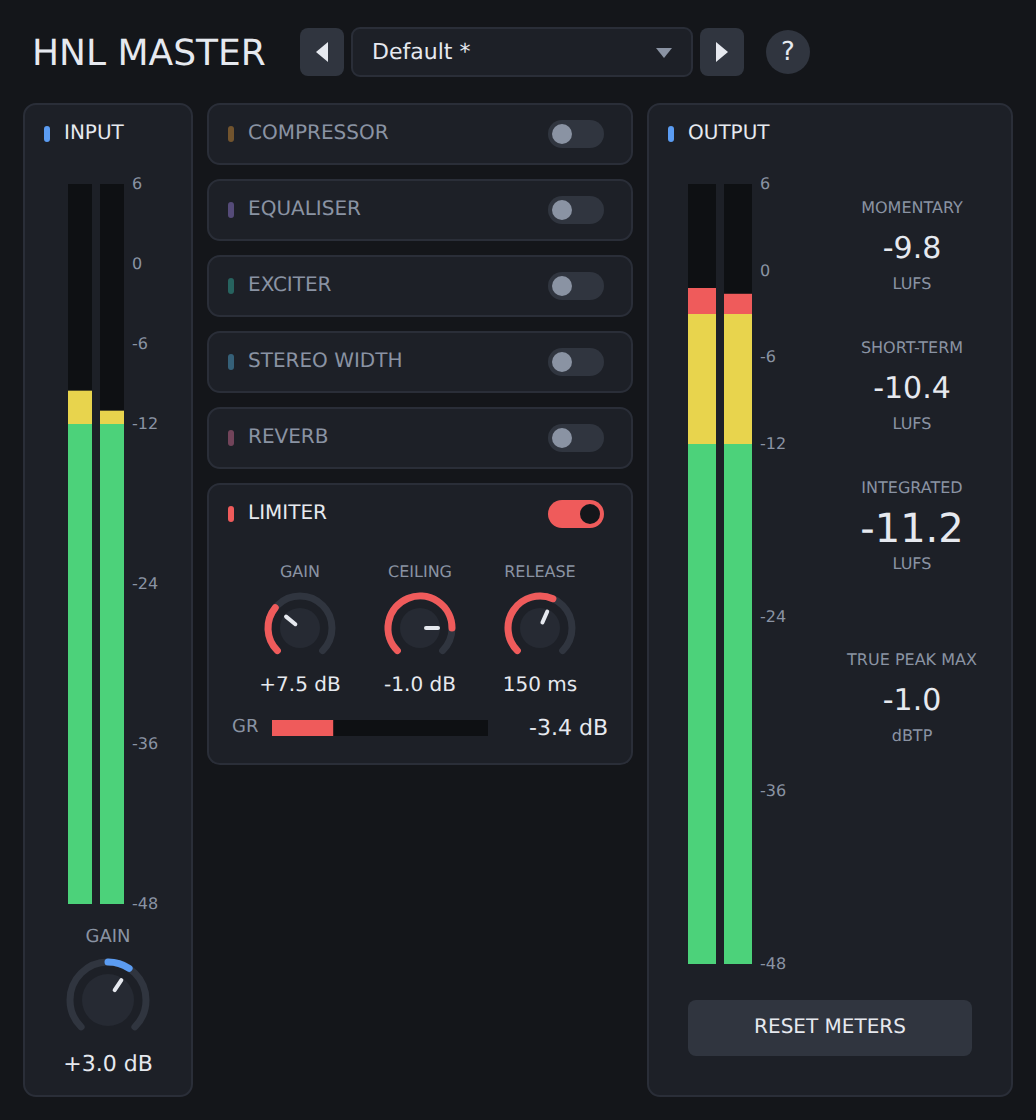 HNL MASTER
Default *
?
INPUT
6
0
-6
-12
-24
-36
-48
GAIN
+3.0 dB
COMPRESSOR
EQUALISER
EXCITER
STEREO WIDTH
REVERB
LIMITER
GAIN CEILING RELEASE
+7.5 dB -1.0 dB 150 ms
GR -3.4 dB
OUTPUT
6
0
-6
-12
-24
-36
-48
MOMENTARY
-9.8
LUFS
SHORT-TERM
-10.4
LUFS
INTEGRATED
-11.2
LUFS
TRUE PEAK MAX
-1.0
dBTP
RESET METERS